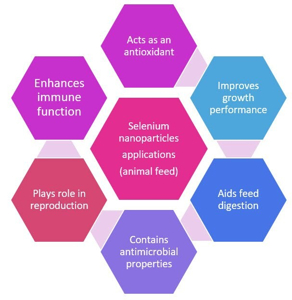 Acts as an
antioxidant
Enhances
immune
function
Improves
growth
performance
Selenium
nanoparticles
applications
(animal feed)
Plays role in
reproduction
Aids feed
digestion
Contains
antimicrobial
properties